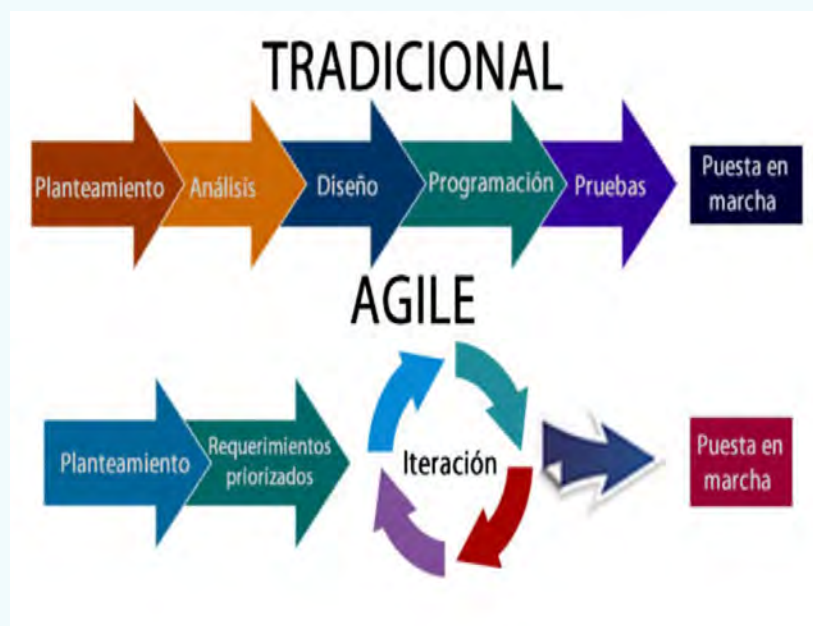 TRADICIONAL
Planteamiento
Análisis
Diseño
Programación
Pruebas
Puesta en
marcha
AGILE
Planteamiento
Requerimientos
priorizados
Iteración
Puesta en
marcha